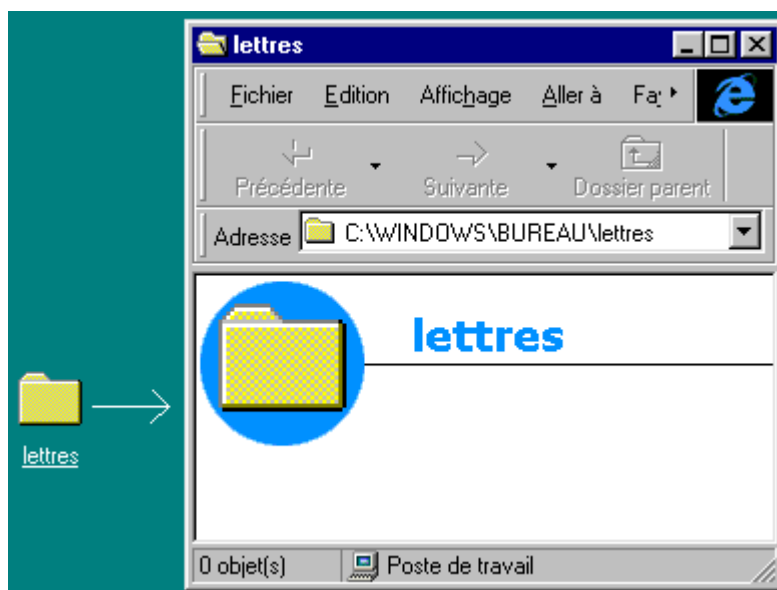 lettres
Fichier Edition Affichage Aller à
Précédente Suivante Dossier parent
Adresse C:\WINDOWS\BUREAU\lettres
lettres
lettres
0 objet(s) Poste de travail